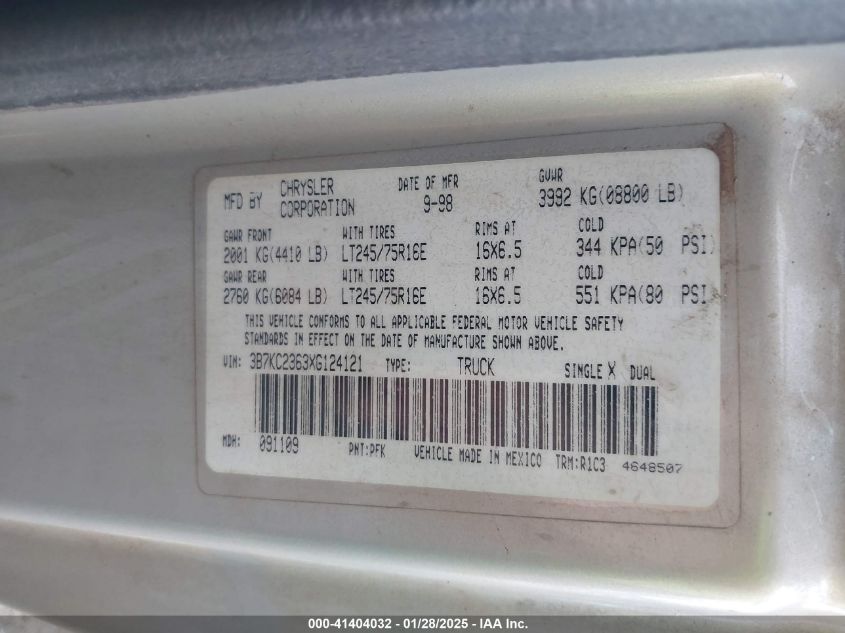 MFD BY CHRYSLER CORPORATION DATE OF MFR 9-98 GVWR 3992 KG(08800 LB)
GAWR FRONT WITH TIRES RIMS AT COLD
2001 KG(4410 LB) LT245/75R16E 16X6.5 344 KPA(50 PSI)
GAWR REAR WITH TIRES RIMS AT COLD
2760 KG(6084 LB) LT245/75R16E 16X6.5 551 KPA(80 PSI)
THIS VEHICLE CONFORMS TO ALL APPLICABLE FEDERAL MOTOR VEHICLE SAFETY
STANDARDS IN EFFECT ON THE DATE OF MANUFACTURE SHOWN ABOVE.
VIN: 3B7KC2363XG124121 TYPE: TRUCK SINGLE X DUAL
MDH: 091109 PNT:PFK VEHICLE MADE IN MEXICO TRM:R1C3 4648507
000-41404032 - 01/28/2025 - IAA Inc.